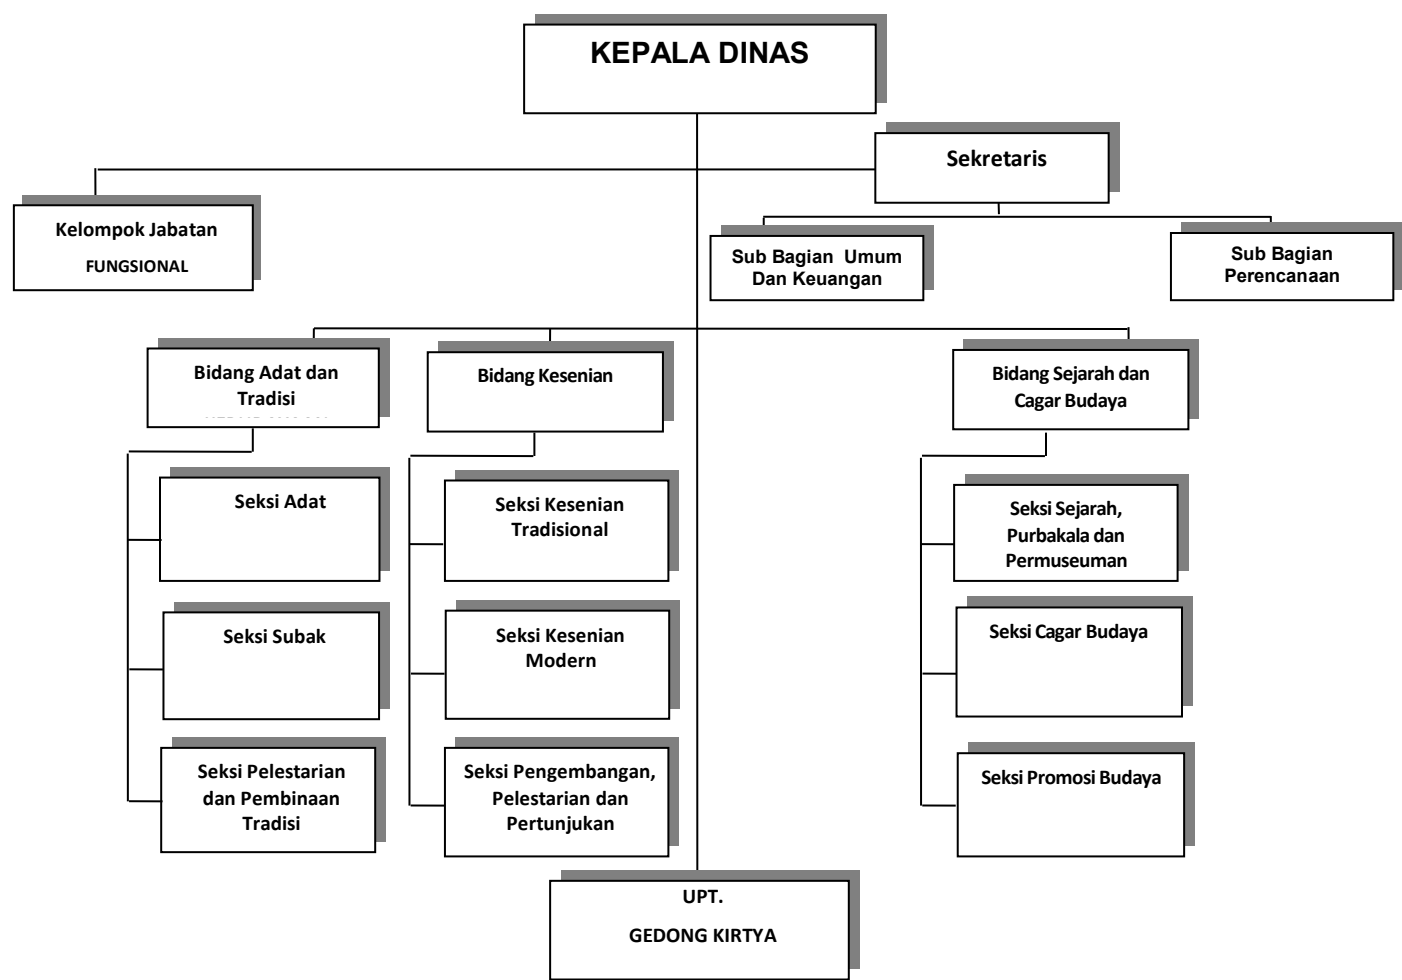 KEPALA DINAS
Sekretaris
Kelompok Jabatan
FUNGSIONAL
Sub Bagian Umum
Dan Keuangan
Sub Bagian
Perencanaan
Bidang Adat dan
Tradisi
Bidang Kesenian
Bidang Sejarah dan
Cagar Budaya
Seksi Adat
Seksi Kesenian
Tradisional
Seksi Sejarah,
Purbakala dan
Permuseuman
Seksi Subak
Seksi Kesenian
Modern
Seksi Cagar Budaya
Seksi Pelestarian
dan Pembinaan
Tradisi
Seksi Pengembangan,
Pelestarian dan
Pertunjukan
Seksi Promosi Budaya
UPT.
GEDONG KIRTYA